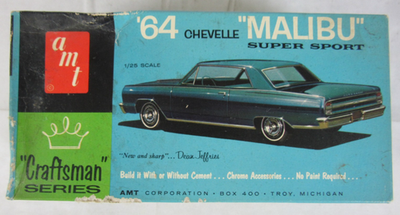 amt
'64 CHEVELLE "MALIBU"
SUPER SPORT
1/25 SCALE
"New and sharp"... Dean Jeffries
Build it With or Without Cement... Chrome Accessories... No Paint Required...
AMT CORPORATION • BOX 400 • TROY, MICHIGAN
"Craftsman"
SERIES